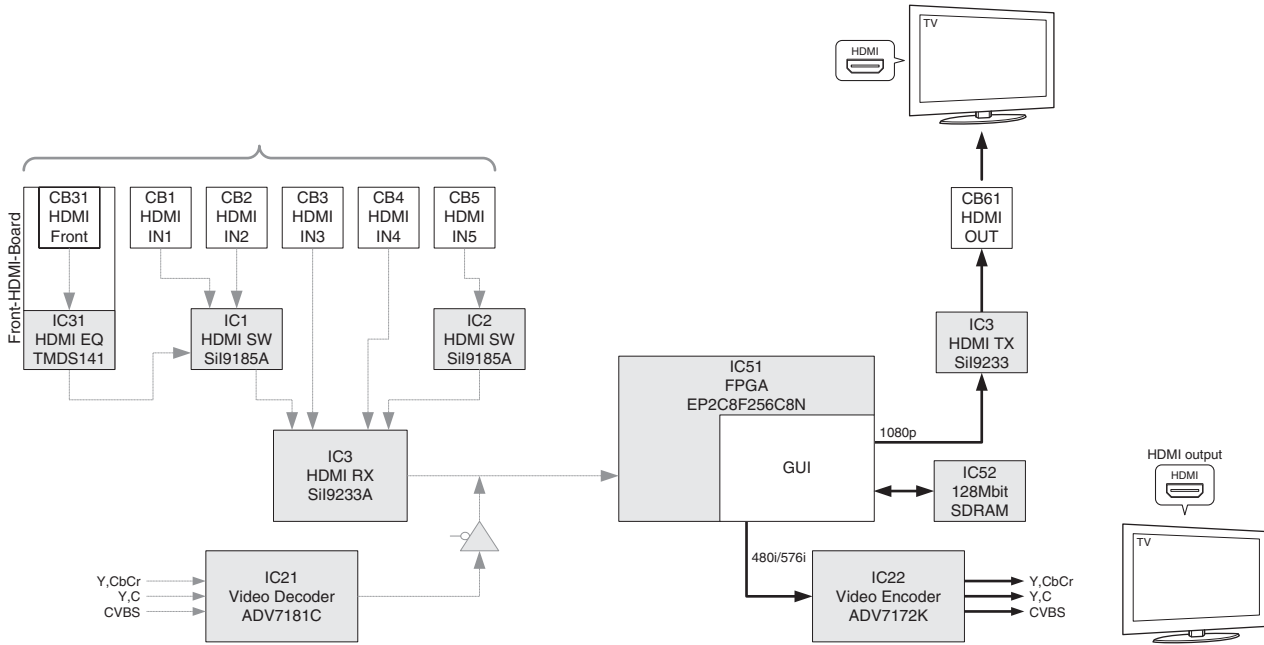 TV
HDMI
CB31
HDMI
Front
CB1
HDMI
IN1
CB2
HDMI
IN2
CB3
HDMI
IN3
CB4
HDMI
IN4
CB5
HDMI
IN5
CB61
HDMI
OUT
Front-HDMI-Board
IC31
HDMI EQ
TMDS141
IC1
HDMI SW
SiI9185A
IC2
HDMI SW
SiI9185A
IC3
HDMI TX
SiI9233
IC51
FPGA
EP2C8F256C8N
GUI
1080p
IC3
HDMI RX
SiI9233A
IC52
128Mbit
SDRAM
HDMI output
HDMI
TV
480i/576i
Y,CbCr
Y,C
CVBS
IC21
Video Decoder
ADV7181C
IC22
Video Encoder
ADV7172K
Y,CbCr
Y,C
CVBS